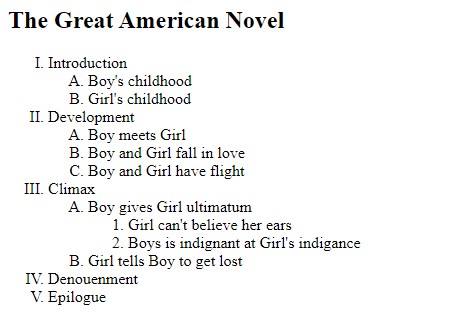 The Great American Novel
I. Introduction
A. Boy's childhood
B. Girl's childhood
II. Development
A. Boy meets Girl
B. Boy and Girl fall in love
C. Boy and Girl have flight
III. Climax
A. Boy gives Girl ultimatum
1. Girl can't believe her ears
2. Boys is indignant at Girl's indigance
B. Girl tells Boy to get lost
IV. Denouenment
V. Epilogue